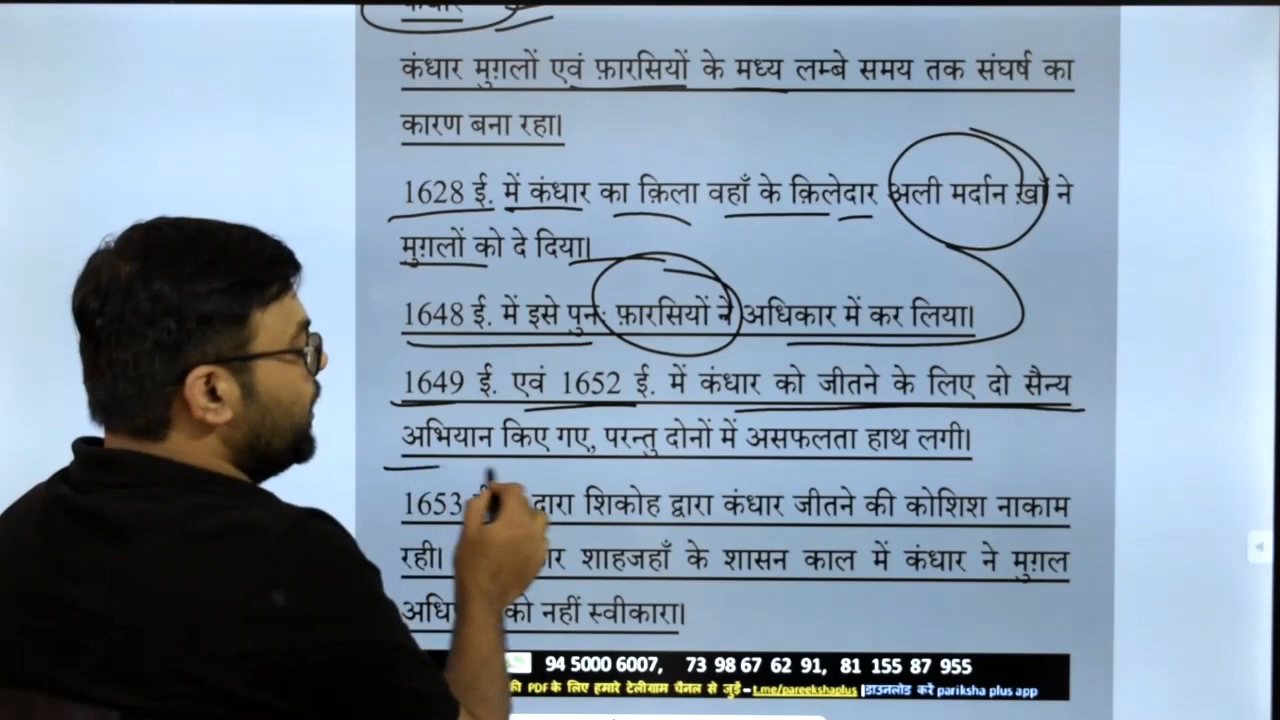 कंधार
कंधार मुग़लों एवं फ़ारसियों के मध्य लम्बे समय तक संघर्ष का
कारण बना रहा।
1628 ई. में कंधार का क़िला वहाँ के क़िलेदार अली मर्दान ख़ाँ ने
मुग़लों को दे दिया।
1648 ई. में इसे पुनः फ़ारसियों ने अधिकार में कर लिया।
1649 ई. एवं 1652 ई. में कंधार को जीतने के लिए दो सैन्य
अभियान किए गए, परन्तु दोनों में असफलता हाथ लगी।
1653 दारा शिकोह द्वारा कंधार जीतने की कोशिश नाकाम
रही। शाहजहाँ के शासन काल में कंधार ने मुग़ल
को नहीं स्वीकारा।
94 5000 6007, 73 98 67 62 91, 81 155 87 955
की PDF के लिए हमारे टेलीग्राम चैनल से जुड़ें - t.me/pareekshaplus | डाउनलोड करें pariksha plus app